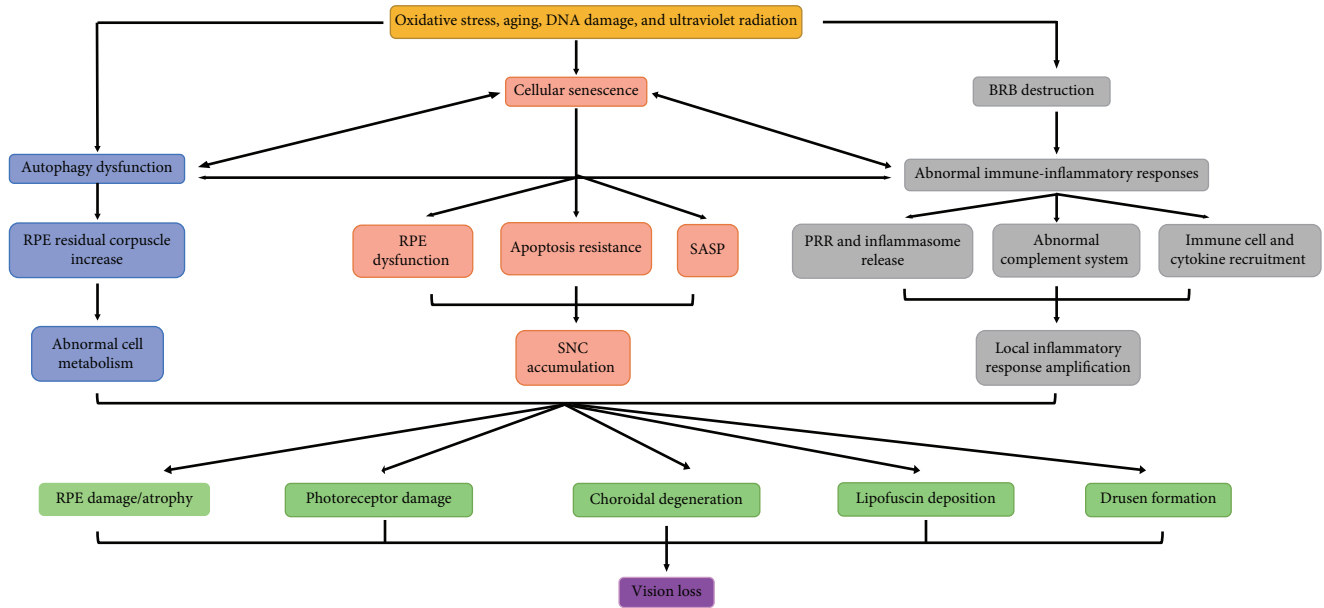 Oxidative stress, aging, DNA damage, and ultraviolet radiation
Cellular senescence
BRB destruction
Autophagy dysfunction
Abnormal immune-inflammatory responses
RPE residual corpuscle
increase
RPE
dysfunction
Apoptosis resistance
SASP
PRR and inflammasome
release
Abnormal
complement system
Immune cell and
cytokine recruitment
Abnormal cell
metabolism
SNC
accumulation
Local inflammatory
response amplification
RPE damage/atrophy
Photoreceptor damage
Choroidal degeneration
Lipofuscin deposition
Drusen formation
Vision loss